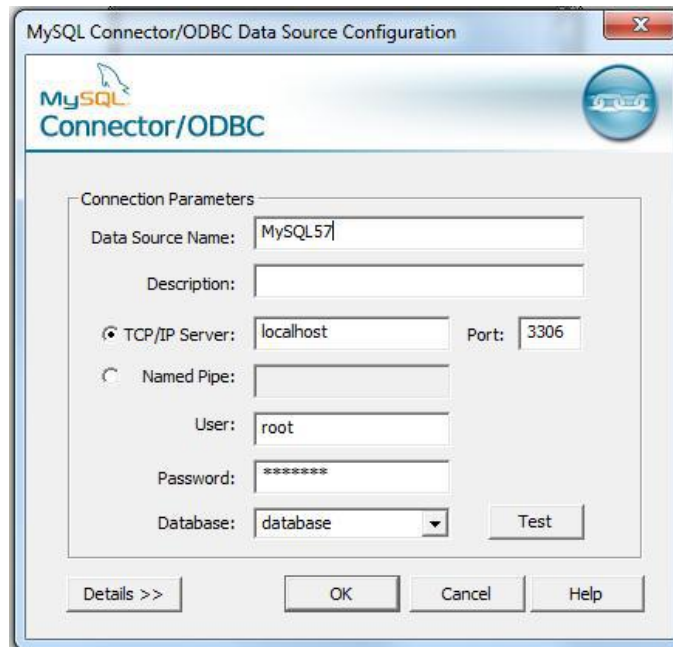 MySQL Connector/ODBC Data Source Configuration
MySQL
Connector/ODBC
Connection Parameters
Data Source Name: MySQL57
Description:
TCP/IP Server: localhost Port: 3306
Named Pipe:
User: root
Password: *******
Database: database Test
Details >> OK Cancel Help